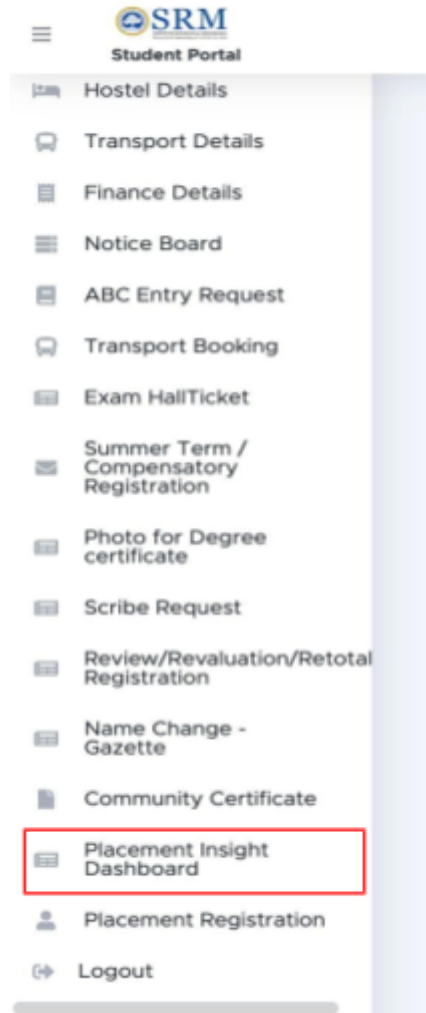 SRM
Student Portal
Hostel Details
Transport Details
Finance Details
Notice Board
ABC Entry Request
Transport Booking
Exam HallTicket
Summer Term /
Compensatory
Registration
Photo for Degree
certificate
Scribe Request
Review/Revaluation/Retotal
Registration
Name Change -
Gazette
Community Certificate
Placement Insight
Dashboard
Placement Registration
Logout